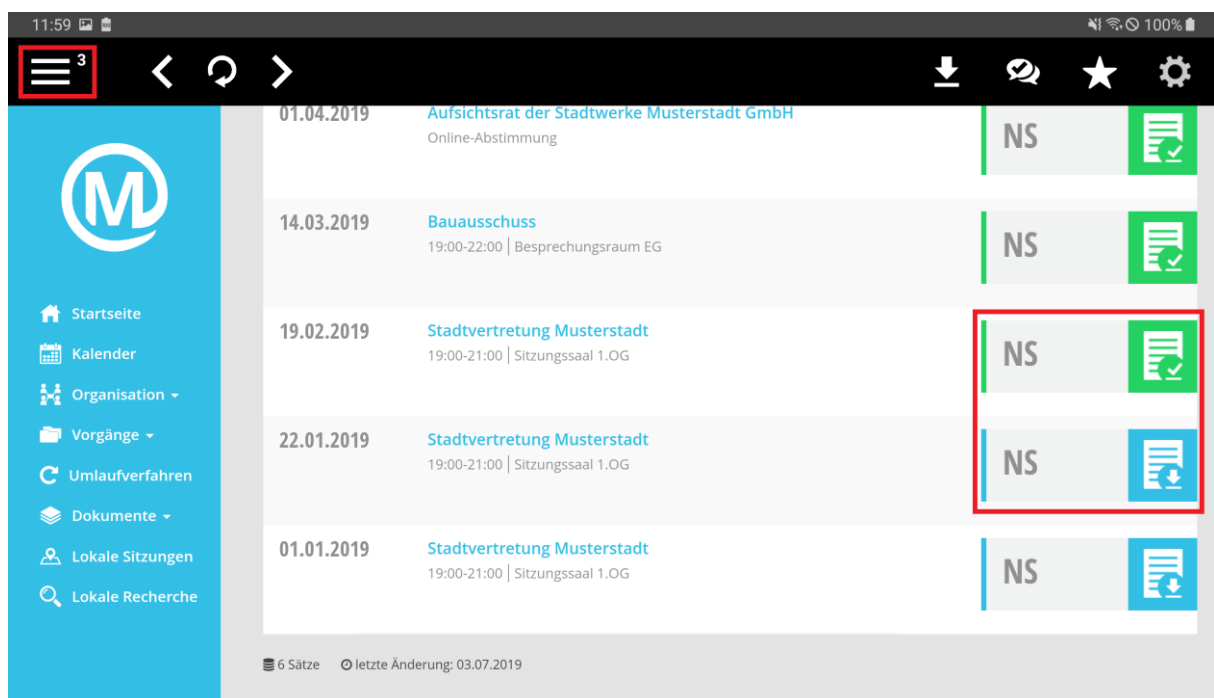 11:59 100%
3
01.04.2019 Aufsichtsrat der Stadtwerke Musterstadt GmbH
Online-Abstimmung
NS
M
14.03.2019 Bauausschuss
19:00-22:00 | Besprechungsraum EG
NS
Startseite
Kalender
Organisation
Vorgänge
Umlaufverfahren
Dokumente
Lokale Sitzungen
Lokale Recherche
19.02.2019 Stadtvertretung Musterstadt
19:00-21:00 | Sitzungssaal 1.OG
NS
22.01.2019 Stadtvertretung Musterstadt
19:00-21:00 | Sitzungssaal 1.OG
NS
01.01.2019 Stadtvertretung Musterstadt
19:00-21:00 | Sitzungssaal 1.OG
NS
6 Sätze letzte Änderung: 03.07.2019